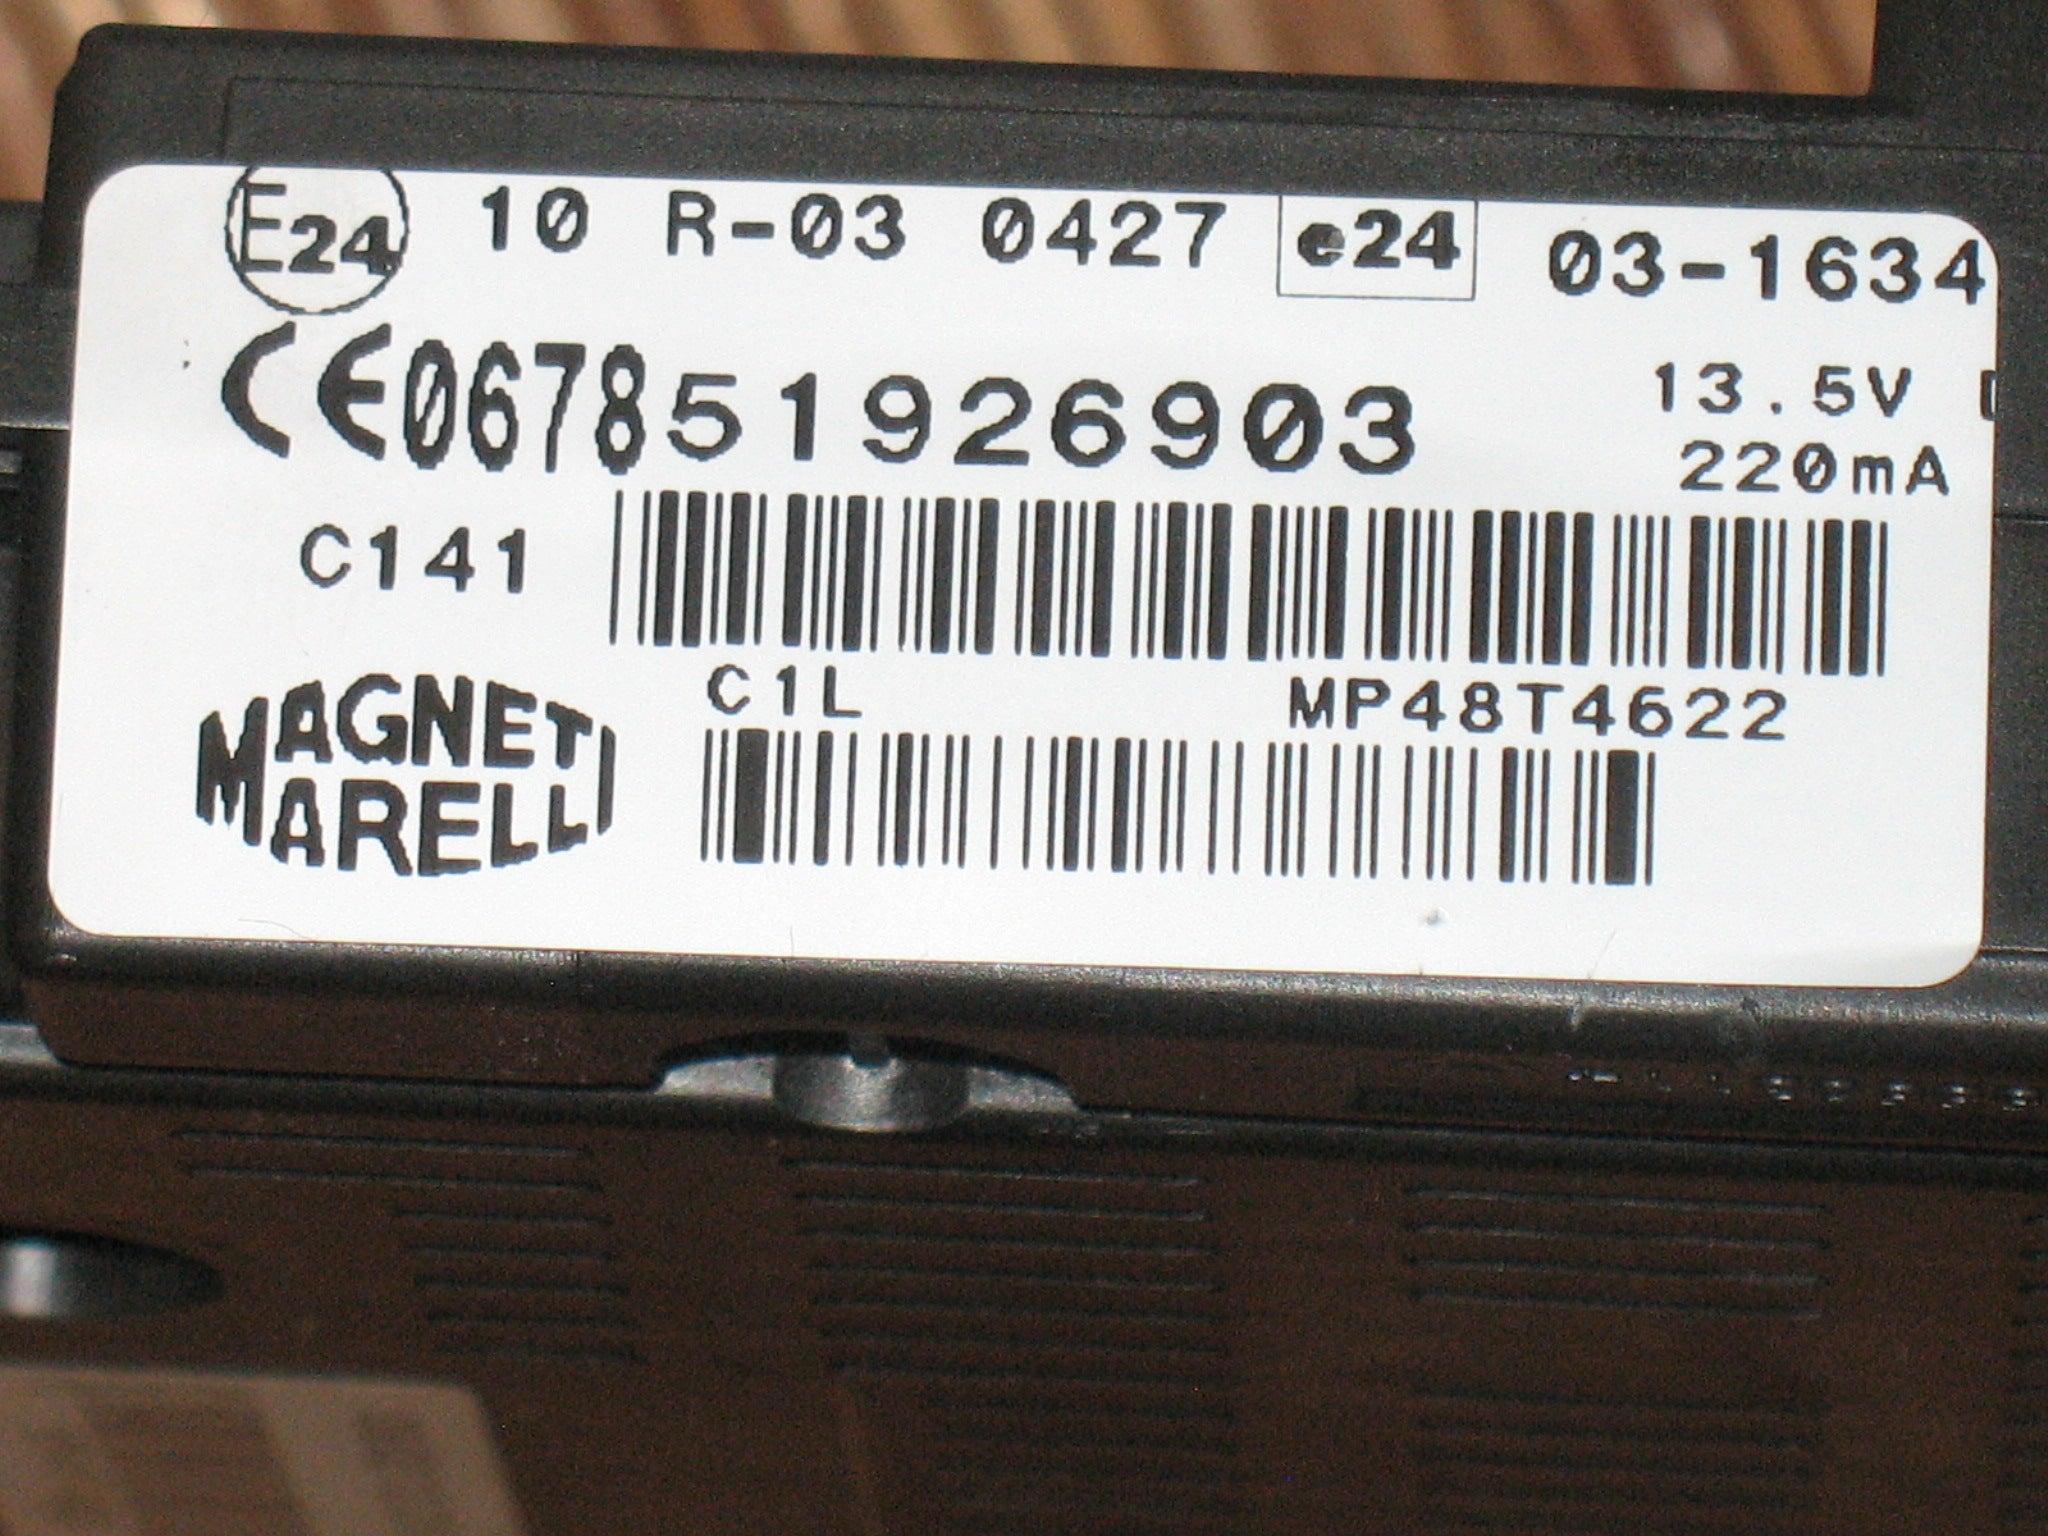 E24 10 R-03 0427 e24 03-1634
CE0678 51926903 13.5V
220mA
C141
C1L MP48T4622
MAGNETI
MARELLI